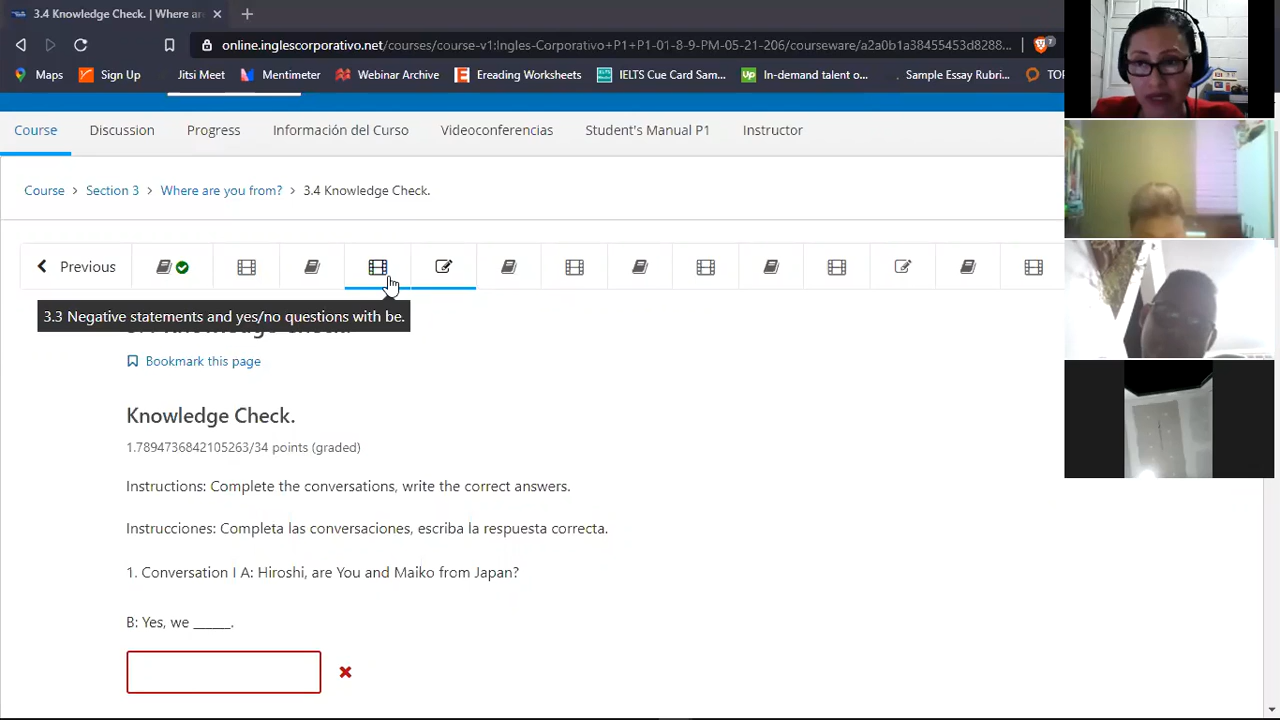 3.4 Knowledge Check. | Where are
online.inglescorporativo.net/courses/course-v1:Ingles-Corporativo+P1+P1-01-8-9-PM-05-21-206/courseware/a2a0b1a38455453d8288...
7
Maps Sign Up Jitsi Meet Mentimeter Webinar Archive Eread Worksheets IELTS Cue Card Sam... In-demand talent o... Simplebooklet Rubri... TOP
Course Discussion Progress Información del Curso Videoconferencias Student's Manual P1 Instructor
Course > Section 3 > Where are you from? > 3.4 Knowledge Check.
Previous
3.3 Negative statements and yes/no questions with be.
Bookmark this page
Knowledge Check.
1.7894736842105263/34 points (graded)
Instructions: Complete the conversations, write the correct answers.
Instrucciones: Completa las conversaciones, escriba la respuesta correcta.
1. Conversation I A: Hiroshi, are You and Maiko from Japan?
B: Yes, we ______.